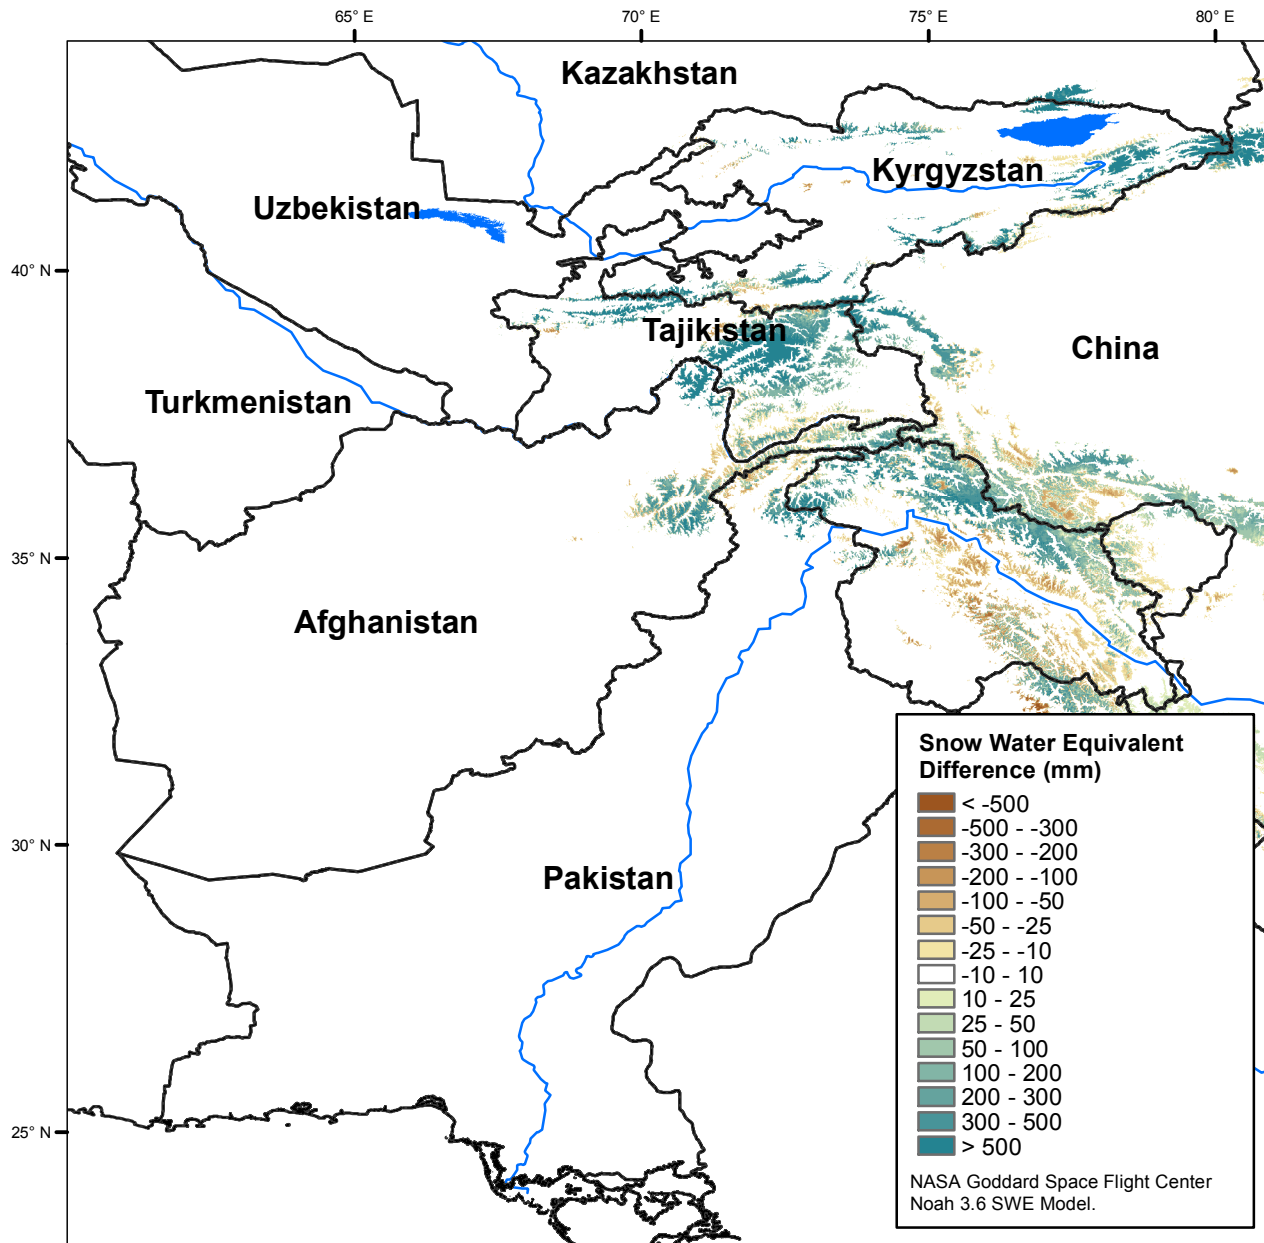 65° E
70° E
75° E
80° E
Kazakhstan
Kyrgyzstan
Uzbekistan
40° N
Tajikistan
China
Turkmenistan
35° N
Afghanistan
30° N
Pakistan
25° N
Snow Water Equivalent
Difference (mm)
< -500
-500 - -300
-300 - -200
-200 - -100
-100 - -50
-50 - -25
-25 - -10
-10 - 10
10 - 25
25 - 50
50 - 100
100 - 200
200 - 300
300 - 500
> 500
NASA Goddard Space Flight Center
Noah 3.6 SWE Model.